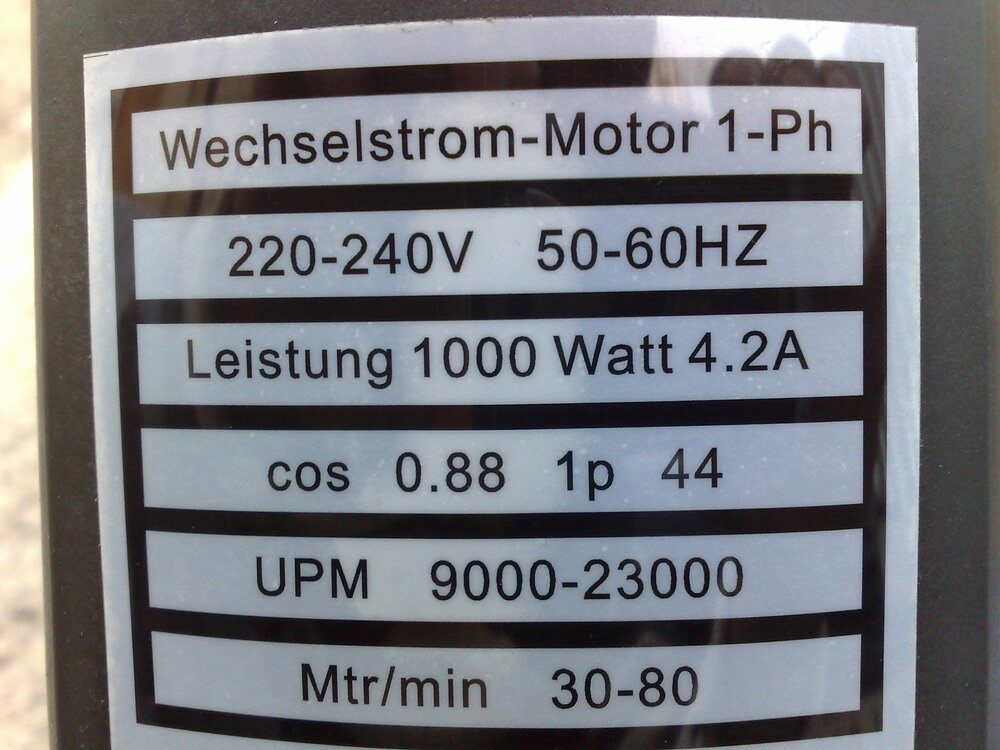 Wechselstrom-Motor 1-Ph
220-240V 50-60HZ
Leistung 1000 Watt 4.2A
cos 0.88 1p 44
UPM 9000-23000
Mtr/min 30-80